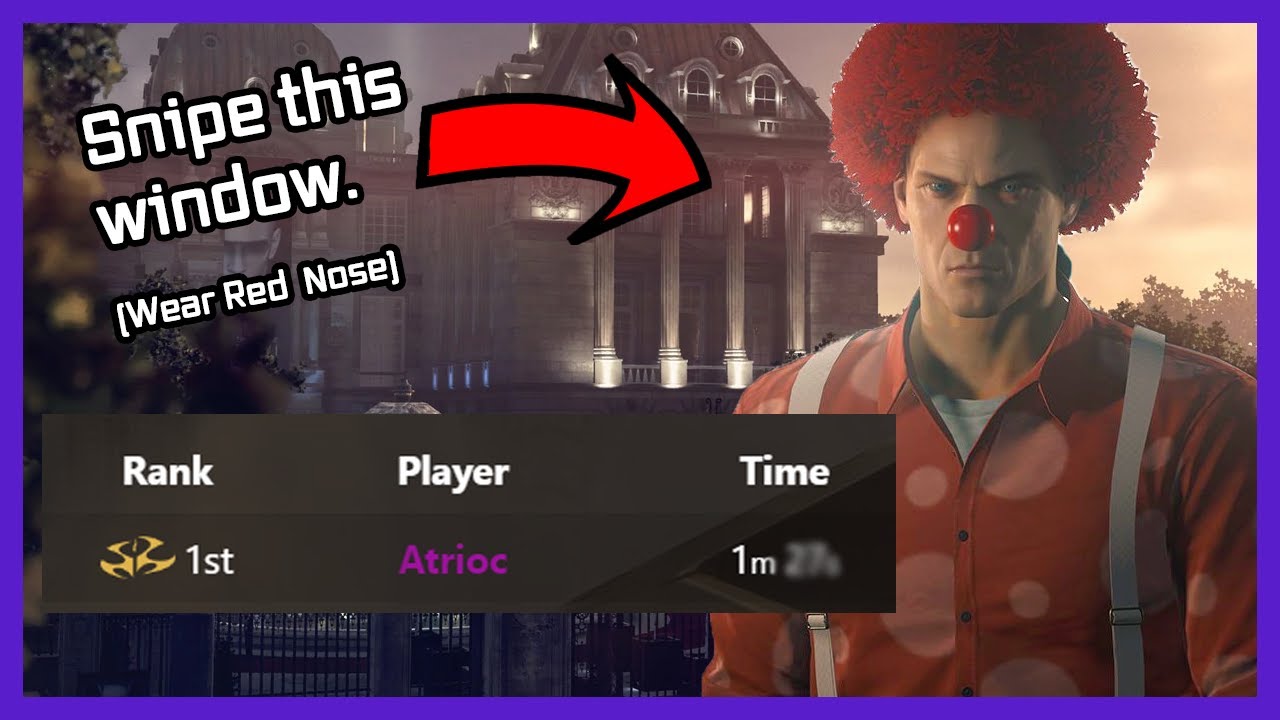 Snipe this
window.
(Wear Red Nose)
Rank Player Time
1st Atrioc 1m